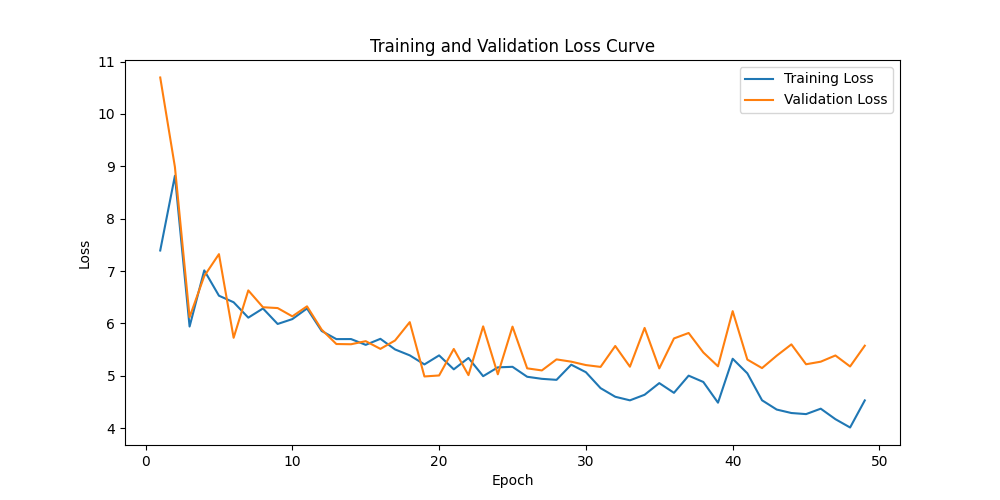 Training and Validation Loss Curve
Training Loss
Validation Loss
Loss
11
10
9
8
7
6
5
4
0 10 20 30 40 50
Epoch